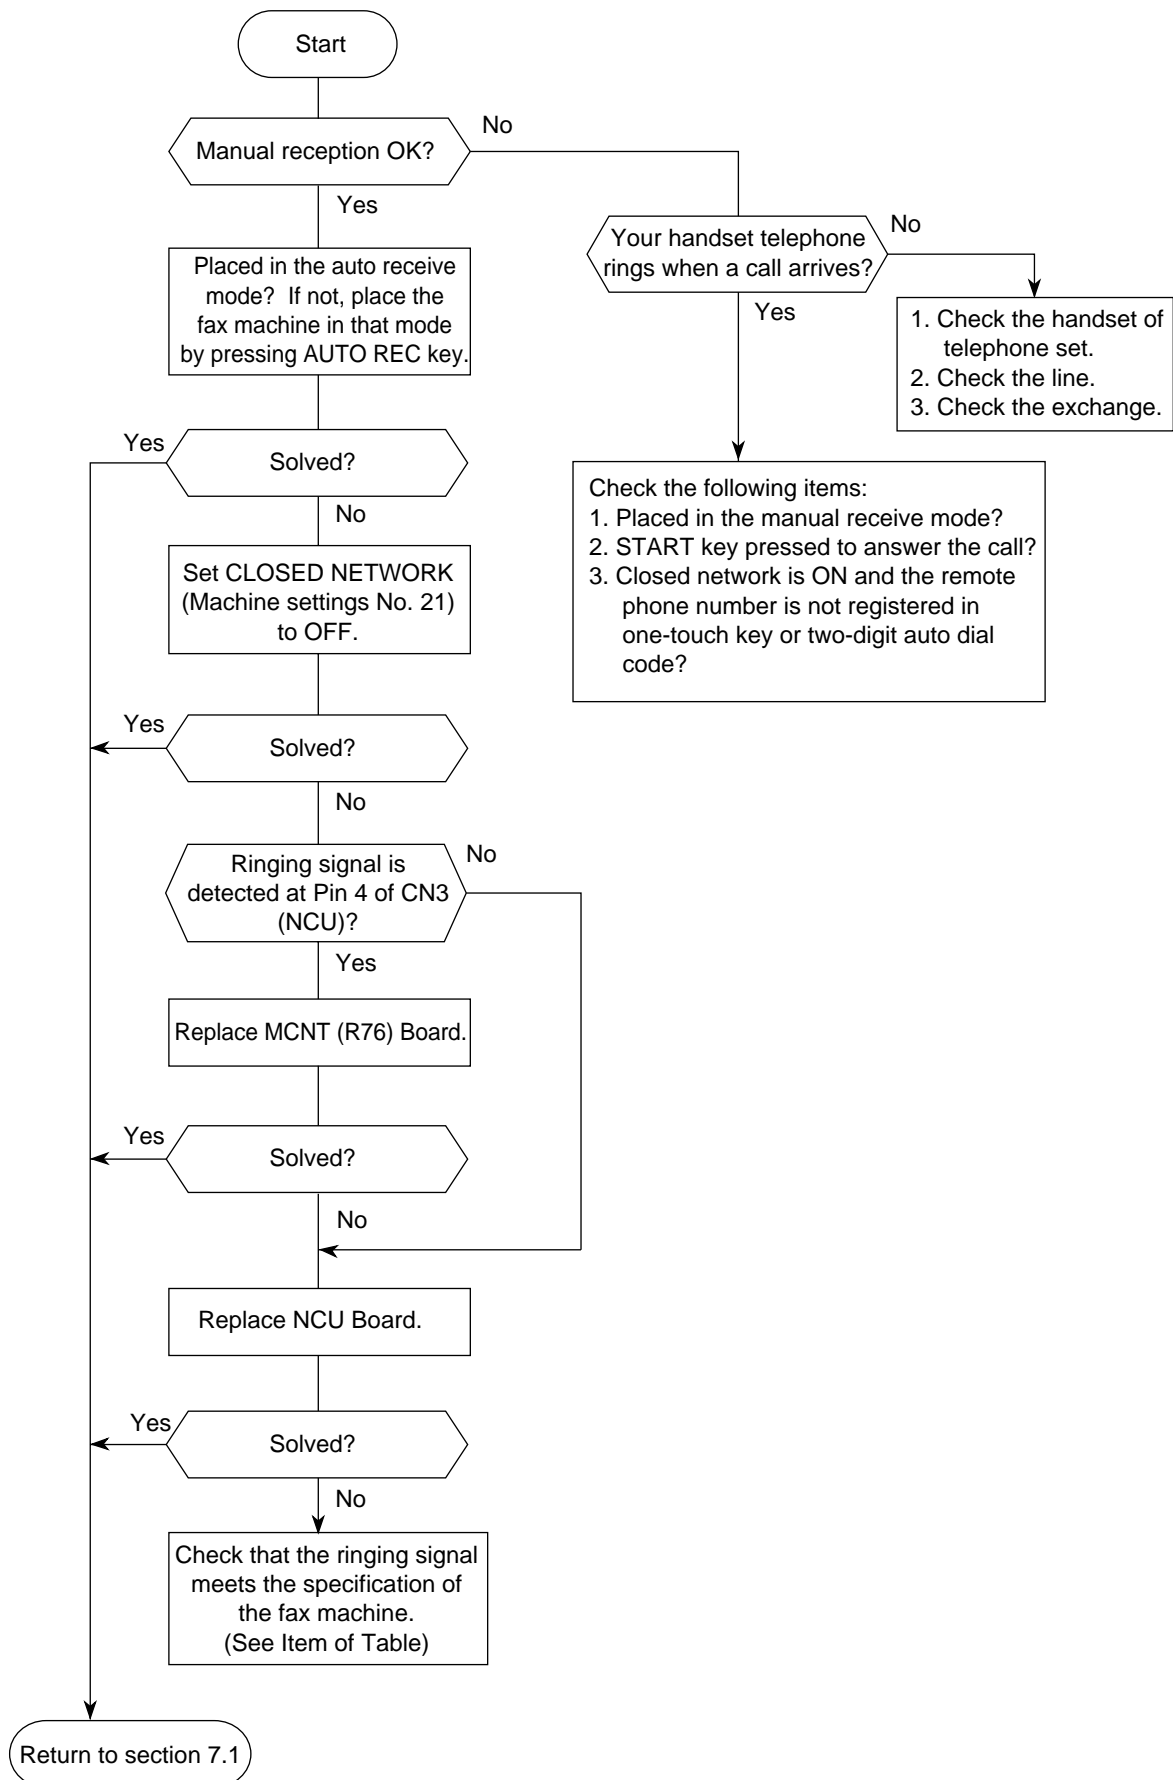 Start
Manual reception OK?
No
Yes
Your handset telephone
rings when a call arrives?
No
Yes
Placed in the auto receive
mode?  If not, place the
fax machine in that mode
by pressing AUTO REC key.
1. Check the handset of
telephone set.
2. Check the line.
3. Check the exchange.
Yes
Solved?
No
Check the following items:
1. Placed in the manual receive mode?
2. START key pressed to answer the call?
3. Closed network is ON and the remote
phone number is not registered in
one-touch key or two-digit auto dial
code?
Set CLOSED NETWORK
(Machine settings No. 21)
to OFF.
Yes
Solved?
No
Ringing signal is
detected at Pin 4 of CN3
(NCU)?
No
Yes
Replace MCNT (R76) Board.
Yes
Solved?
No
Replace NCU Board.
Yes
Solved?
No
Check that the ringing signal
meets the specification of
the fax machine.
(See Item of Table)
Return to section 7.1